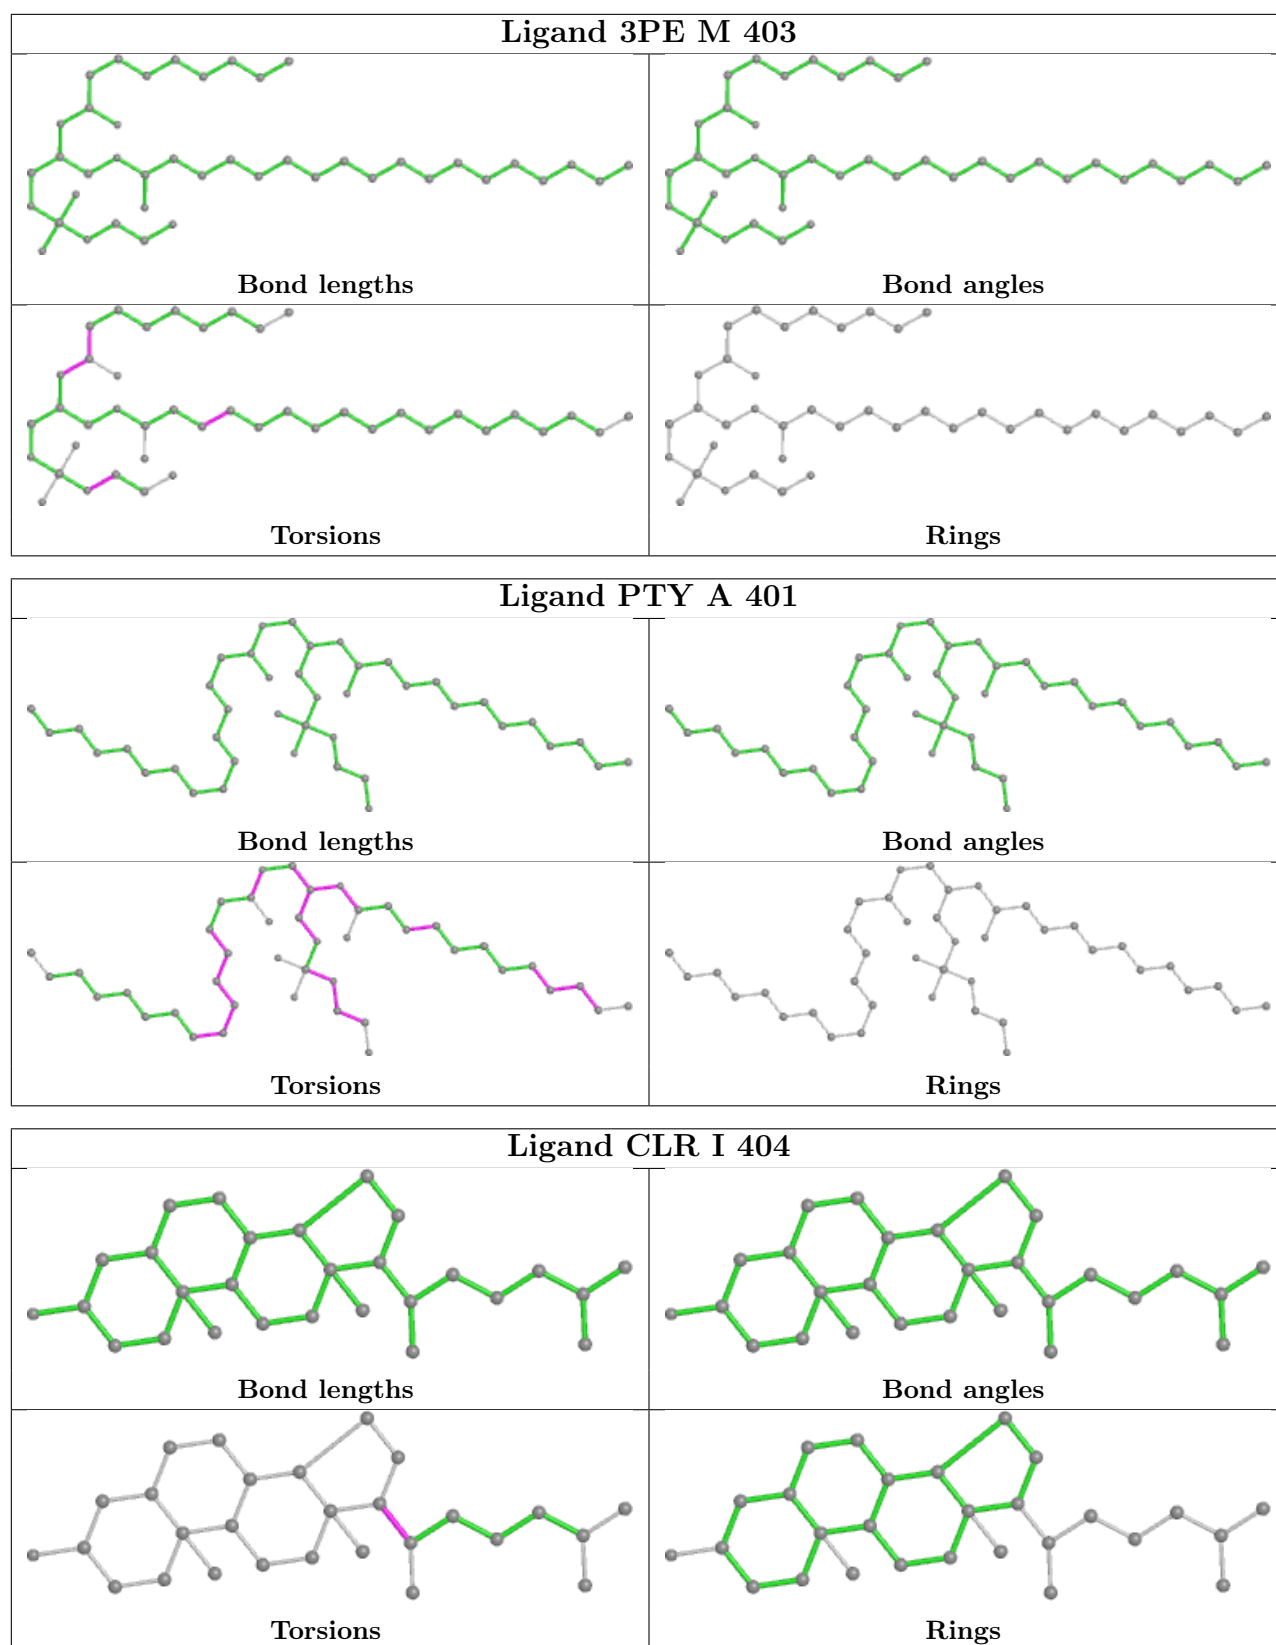 Ligand 3PE M 403
Bond lengths
Bond angles
Torsions
Rings
Ligand PTY A 401
Bond lengths
Bond angles
Torsions
Rings
Ligand CLR I 404
Bond lengths
Bond angles
Torsions
Rings